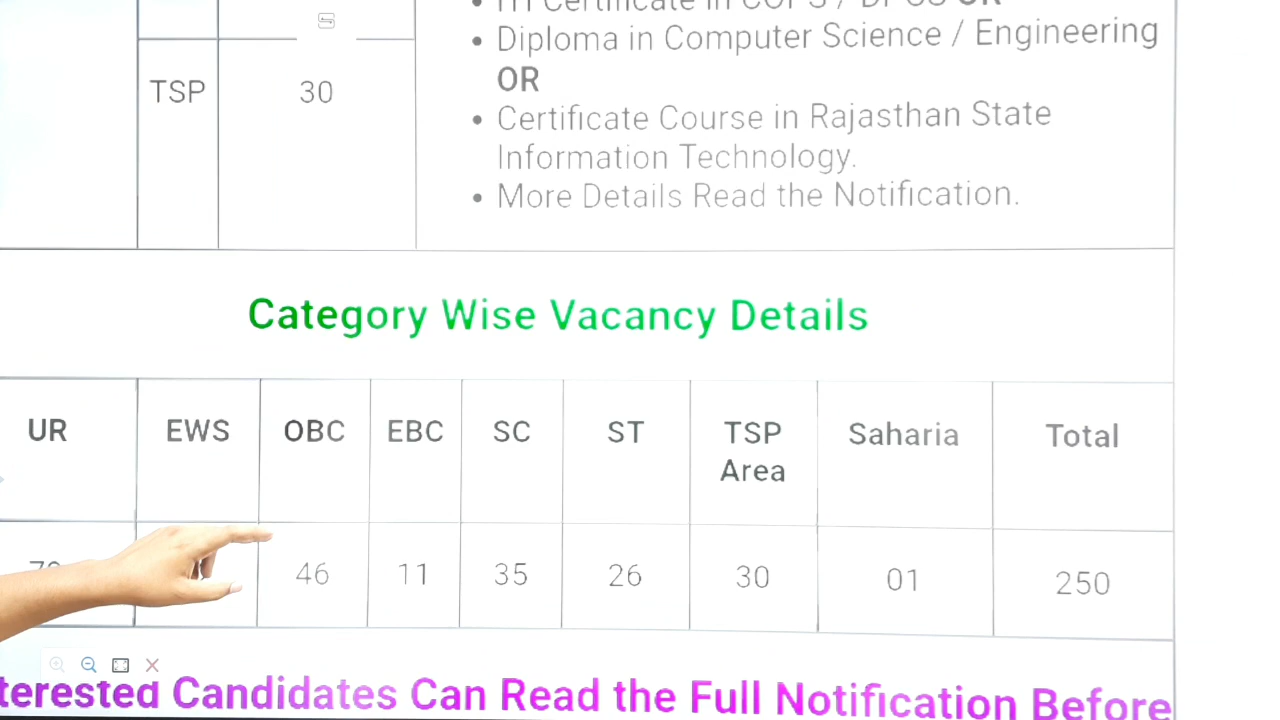 Diploma in Computer Science / Engineering
OR
TSP
30
Certificate Course in Rajasthan State
Information Technology.
More Details Read the Notification.
Category Wise Vacancy Details
UR EWS OBC EBC SC ST TSP Area Saharia Total
46 11 35 26 30 01 250
Candidates Can Read the Full Notification Before